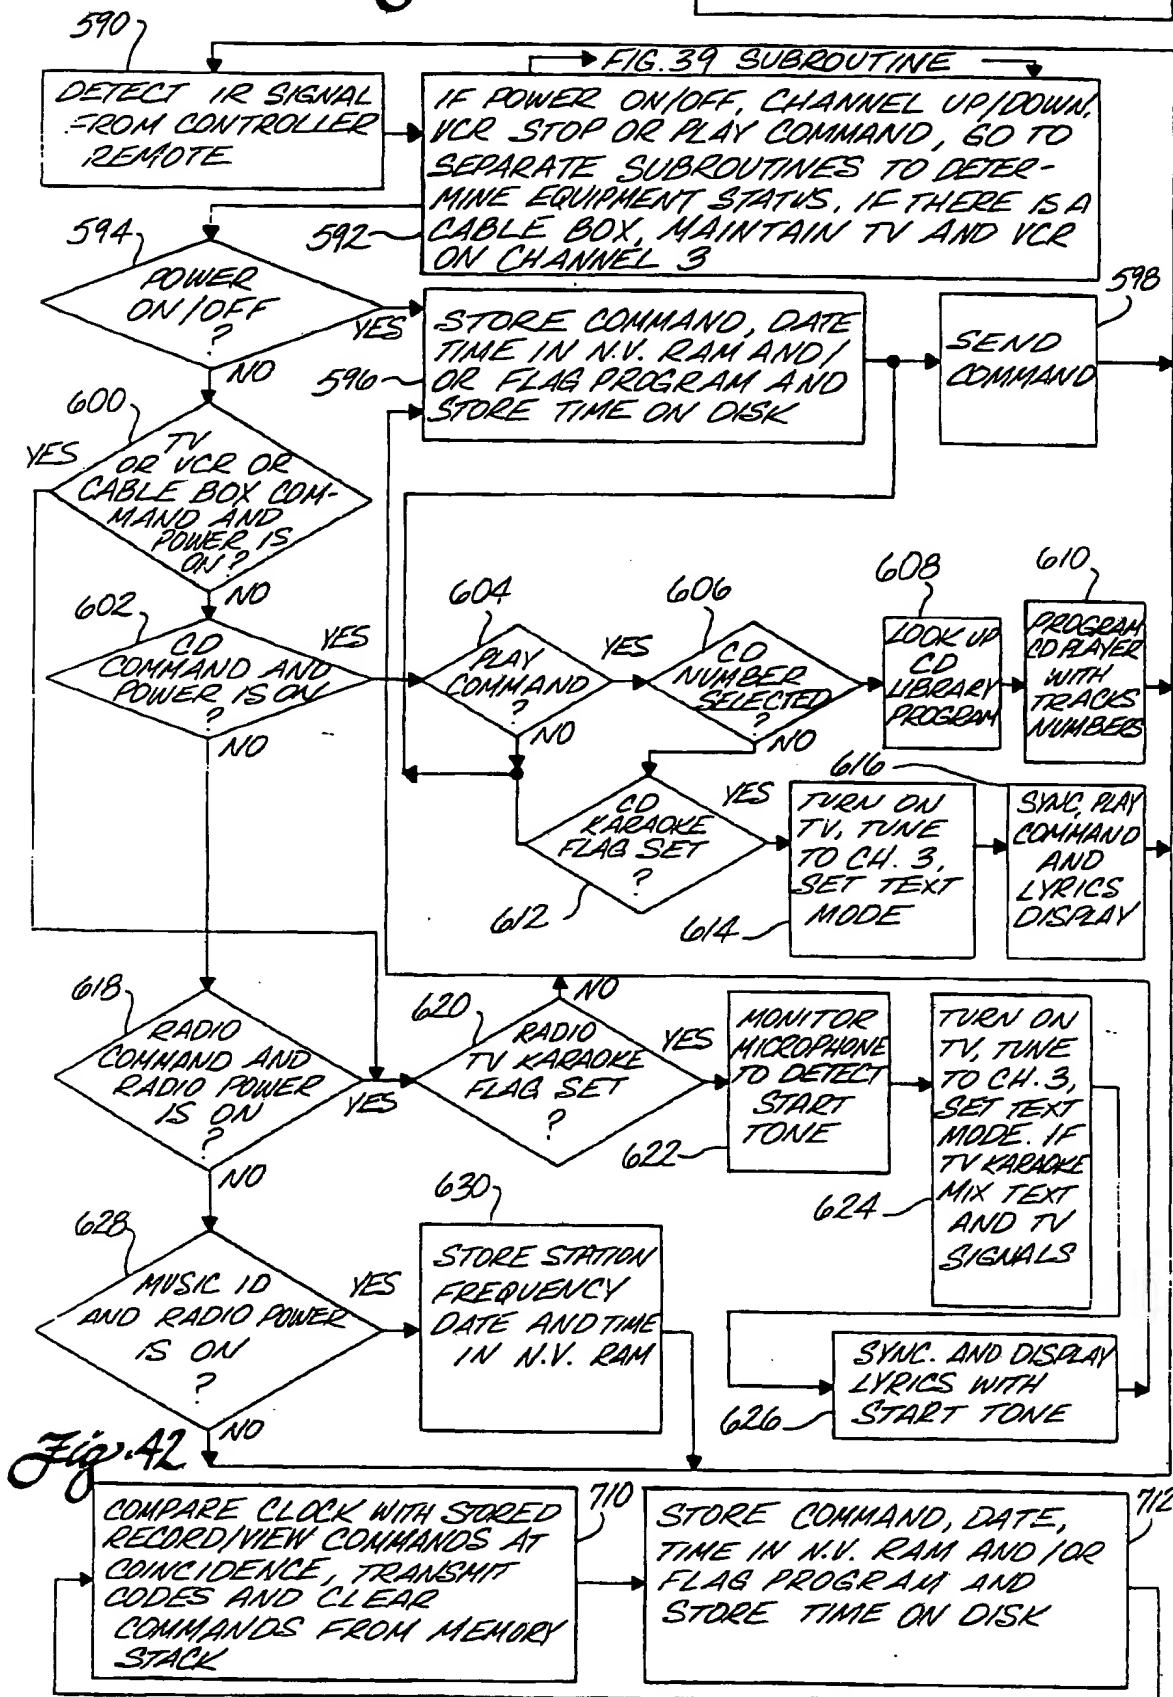 590
FIG. 39 SUBROUTINE
DETECT IR SIGNAL
FROM CONTROLLER
REMOTE
IF POWER ON/OFF, CHANNEL UP/DOWN,
VCR STOP OR PLAY COMMAND, GO TO
SEPARATE SUBROUTINES TO DETER-
MINE EQUIPMENT STATUS, IF THERE IS A
CABLE BOX, MAINTAIN TV AND VCR
ON CHANNEL 3
592
594
POWER
ON/OFF
?
YES
NO
STORE COMMAND, DATE
TIME IN N.V. RAM AND/
OR FLAG PROGRAM AND
STORE TIME ON DISK
596
598
SEND
COMMAND
600
YES
TV
OR VCR OR
CABLE BOX COM-
MAND AND
POWER IS
ON?
NO
602
CD
COMMAND AND
POWER IS ON
?
YES
NO
604
PLAY
COMMAND
?
YES
NO
606
CD
NUMBER
SELECTED
?
NO
608
LOOK UP
CD
LIBRARY
PROGRAM
610
PROGRAM
CD PLAYER
WITH
TRACKS
NUMBERS
CD
KARAOKE
FLAG SET
?
YES
612
TURN ON
TV, TUNE
TO CH. 3,
SET TEXT
MODE
614
616
SYNC, PLAY
COMMAND
AND
LYRICS
DISPLAY
618
RADIO
COMMAND AND
RADIO POWER
IS ON
?
YES
NO
620
NO
RADIO
TV KARAOKE
FLAG SET
?
YES
MONITOR
MICROPHONE
TO DETECT
START
TONE
622
TURN ON
TV, TUNE
TO CH. 3,
SET TEXT
MODE. IF
TV KARAOKE
MIX TEXT
AND TV
SIGNALS
624
SYNC. AND DISPLAY
LYRICS WITH
START TONE
626
628
MUSIC ID
AND RADIO POWER
IS ON
?
YES
NO
630
STORE STATION
FREQUENCY
DATE AND TIME
IN N.V. RAM
Fig. 42
COMPARE CLOCK WITH STORED
RECORD/VIEW COMMANDS AT
COINCIDENCE, TRANSMIT
CODES AND CLEAR
COMMANDS FROM MEMORY
STACK
710
STORE COMMAND, DATE,
TIME IN N.V. RAM AND/OR
FLAG PROGRAM AND
STORE TIME ON DISK
712